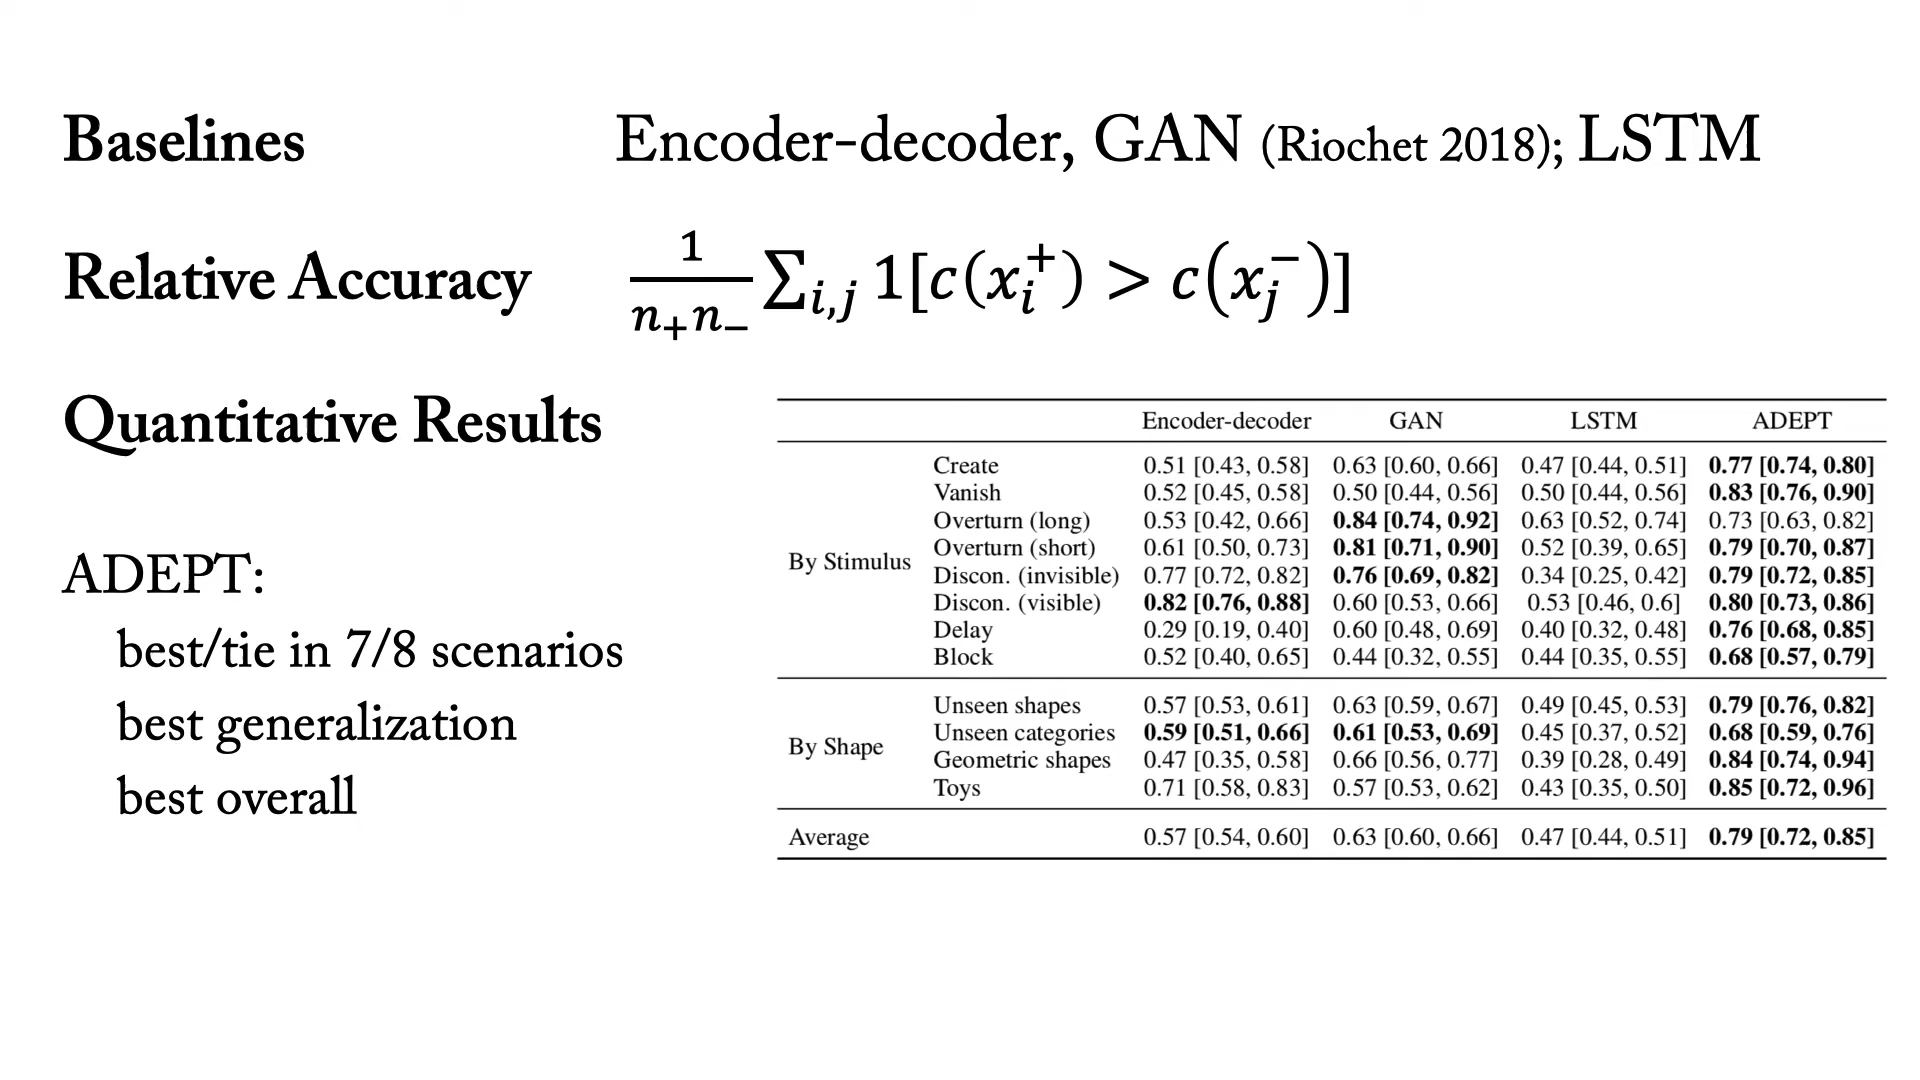 Baselines Encoder-decoder, GAN (Riochet 2018); LSTM
Relative Accuracy 1/(n₊n₋) ∑ᵢ,ⱼ 1[c(xᵢ⁺) > c(xⱼ⁻)]
Quantitative Results
ADEPT:
best/tie in 7/8 scenarios
best generalization
best overall
Encoder-decoder GAN LSTM ADEPT
By Stimulus
Create 0.51 [0.43, 0.58] 0.63 [0.60, 0.66] 0.47 [0.44, 0.51] 0.77 [0.74, 0.80]
Vanish 0.52 [0.45, 0.58] 0.50 [0.44, 0.56] 0.50 [0.44, 0.56] 0.83 [0.76, 0.90]
Overturn (long) 0.53 [0.42, 0.66] 0.84 [0.74, 0.92] 0.63 [0.52, 0.74] 0.73 [0.63, 0.82]
Overturn (short) 0.61 [0.50, 0.73] 0.81 [0.71, 0.90] 0.52 [0.39, 0.65] 0.79 [0.70, 0.87]
Discon. (invisible) 0.77 [0.72, 0.82] 0.76 [0.69, 0.82] 0.34 [0.25, 0.42] 0.79 [0.72, 0.85]
Discon. (visible) 0.82 [0.76, 0.88] 0.60 [0.53, 0.66] 0.53 [0.46, 0.6] 0.80 [0.73, 0.86]
Delay 0.29 [0.19, 0.40] 0.60 [0.48, 0.69] 0.40 [0.32, 0.48] 0.76 [0.68, 0.85]
Block 0.52 [0.40, 0.65] 0.44 [0.32, 0.55] 0.44 [0.35, 0.55] 0.68 [0.57, 0.79]
By Shape
Unseen shapes 0.57 [0.53, 0.61] 0.63 [0.59, 0.67] 0.49 [0.45, 0.53] 0.79 [0.76, 0.82]
Unseen categories 0.59 [0.51, 0.66] 0.61 [0.53, 0.69] 0.45 [0.37, 0.52] 0.68 [0.59, 0.76]
Geometric shapes 0.47 [0.35, 0.58] 0.66 [0.56, 0.77] 0.39 [0.28, 0.49] 0.84 [0.74, 0.94]
Toys 0.71 [0.58, 0.83] 0.57 [0.53, 0.62] 0.43 [0.35, 0.50] 0.85 [0.72, 0.96]
Average 0.57 [0.54, 0.60] 0.63 [0.60, 0.66] 0.47 [0.44, 0.51] 0.79 [0.72, 0.85]